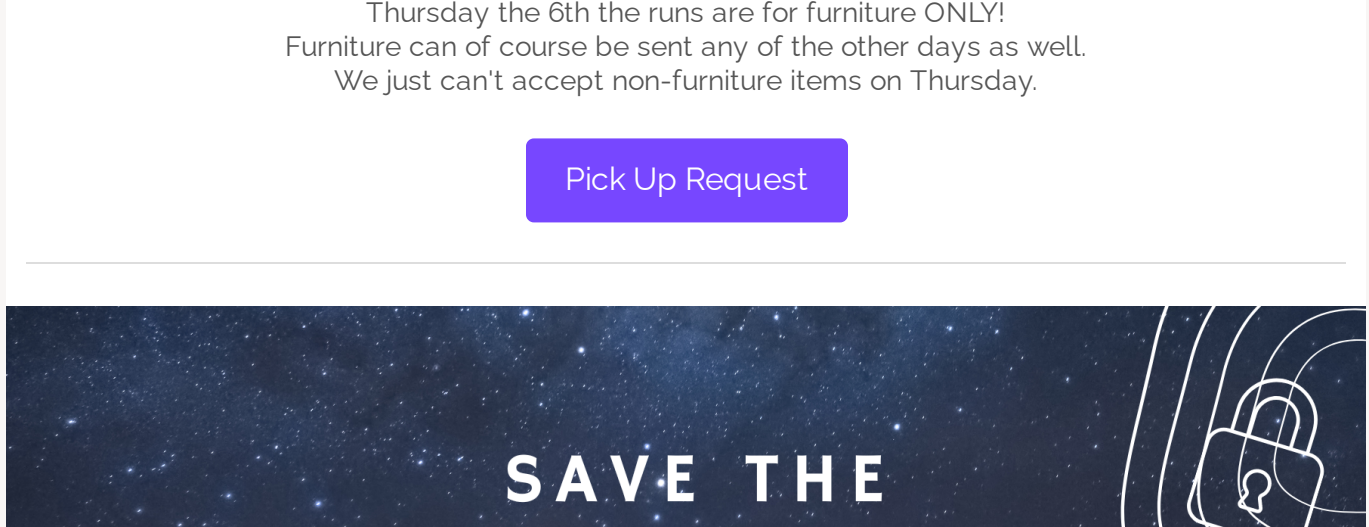 Thursday the 6th the runs are for furniture ONLY!
Furniture can of course be sent any of the other days as well.
We just can't accept non-furniture items on Thursday.
Pick Up Request
SAVE THE